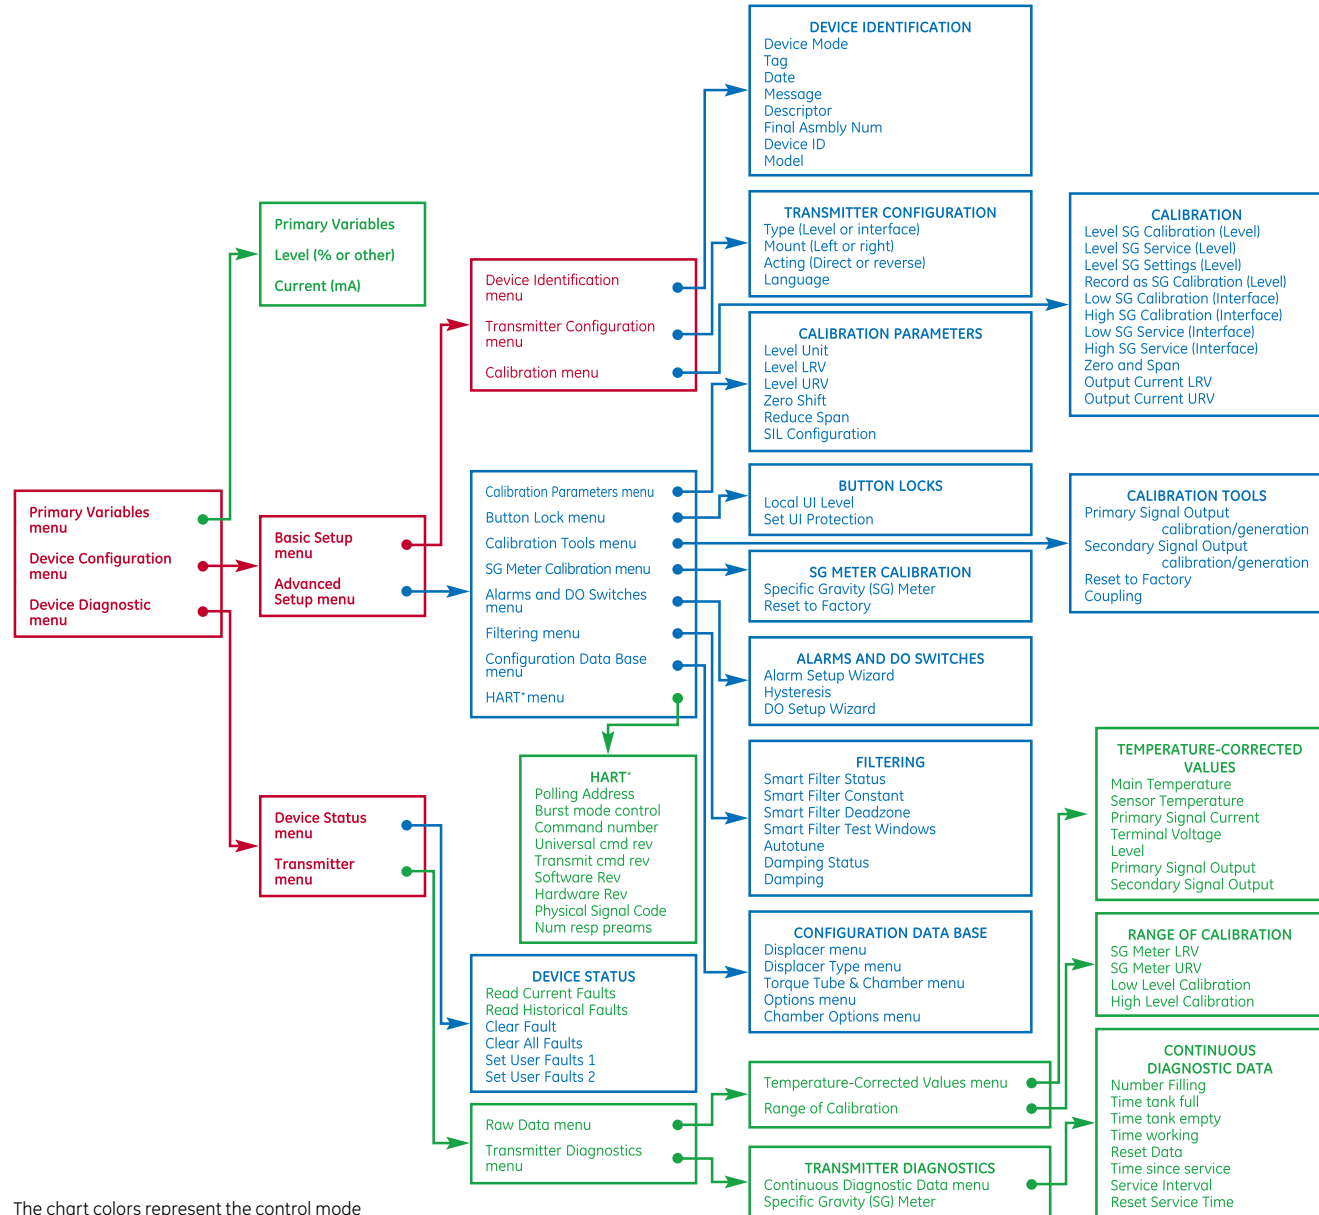 DEVICE IDENTIFICATION
Device Mode
Tag
Date
Message
Descriptor
Final Asmbly Num
Device ID
Model
Primary Variables
Level (% or other)
Current (mA)
Device Identification
menu
Transmitter Configuration
menu
Calibration menu
TRANSMITTER CONFIGURATION
Type (Level or interface)
Mount (Left or right)
Acting (Direct or reverse)
Language
CALIBRATION
Level SG Calibration (Level)
Level SG Service (Level)
Level SG Settings (Level)
Record as SG Calibration (Level)
Low SG Calibration (Interface)
High SG Calibration (Interface)
Low SG Service (Interface)
High SG Service (Interface)
Zero and Span
Output Current LRV
Output Current URV
CALIBRATION PARAMETERS
Level Unit
Level LRV
Level URV
Zero Shift
Reduce Span
SIL Configuration
Primary Variables
menu
Device Configuration
menu
Device Diagnostic
menu
Basic Setup
menu
Advanced
Setup menu
Calibration Parameters menu
Button Lock menu
Calibration Tools menu
SG Meter Calibration menu
Alarms and DO Switches
menu
Filtering menu
Configuration Data Base
menu
HART* menu
BUTTON LOCKS
Local UI Level
Set UI Protection
CALIBRATION TOOLS
Primary Signal Output
calibration/generation
Secondary Signal Output
calibration/generation
Reset to Factory
Coupling
SG METER CALIBRATION
Specific Gravity (SG) Meter
Reset to Factory
ALARMS AND DO SWITCHES
Alarm Setup Wizard
Hysteresis
DO Setup Wizard
HART*
Polling Address
Burst mode control
Command number
Universal cmd rev
Transmit cmd rev
Software Rev
Hardware Rev
Physical Signal Code
Num resp preams
FILTERING
Smart Filter Status
Smart Filter Constant
Smart Filter Deadzone
Smart Filter Test Windows
Autotune
Damping Status
Damping
TEMPERATURE-CORRECTED
VALUES
Main Temperature
Sensor Temperature
Primary Signal Current
Terminal Voltage
Level
Primary Signal Output
Secondary Signal Output
Device Status
menu
Transmitter
menu
CONFIGURATION DATA BASE
Displacer menu
Displacer Type menu
Torque Tube & Chamber menu
Options menu
Chamber Options menu
RANGE OF CALIBRATION
SG Meter LRV
SG Meter URV
Low Level Calibration
High Level Calibration
DEVICE STATUS
Read Current Faults
Read Historical Faults
Clear Fault
Clear All Faults
Set User Faults 1
Set User Faults 2
Raw Data menu
Transmitter Diagnostics
menu
Temperature-Corrected Values menu
Range of Calibration
TRANSMITTER DIAGNOSTICS
Continuous Diagnostic Data menu
Specific Gravity (SG) Meter
CONTINUOUS
DIAGNOSTIC DATA
Number Filling
Time tank full
Time tank empty
Time working
Reset Data
Time since service
Service Interval
Reset Service Time
The chart colors represent the control mode